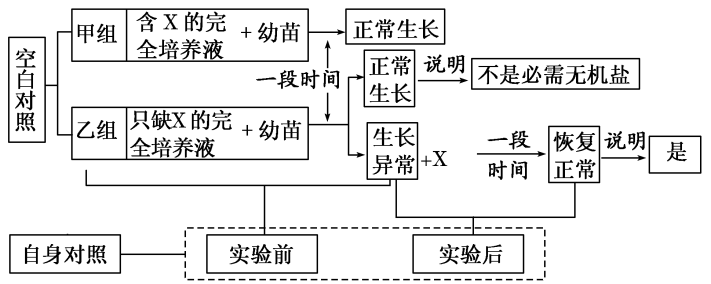 空白对照
甲组
含 X 的完
全培养液
+ 幼苗
正常生长
一段时间
乙组
只缺X 的完
全培养液
+ 幼苗
正常
生长
说明
不是必需无机盐
生长
异常
+X
一段
时间
恢复
正常
说明
是
自身对照
实验前
实验后